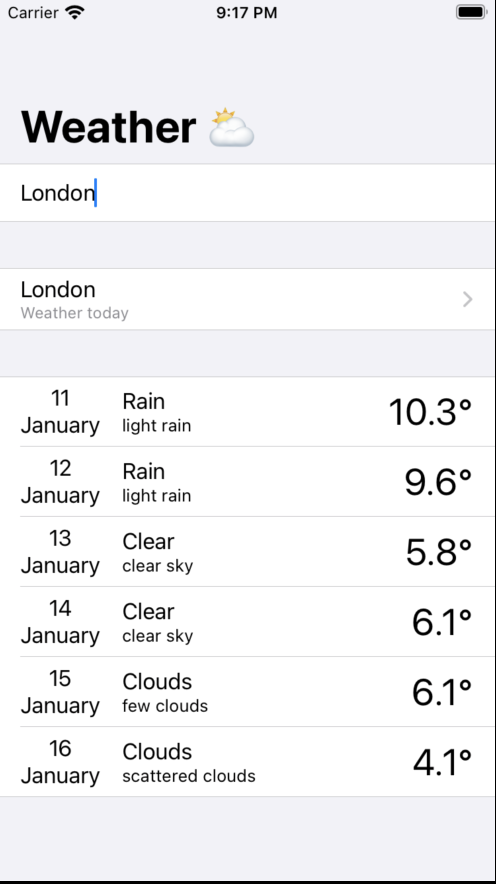 Carrier 9:17 PM
Weather
London
London
Weather today
11 January Rain 10.3°
light rain
12 January Rain 9.6°
light rain
13 January Clear 5.8°
clear sky
14 January Clear 6.1°
clear sky
15 January Clouds 6.1°
few clouds
16 January Clouds 4.1°
scattered clouds